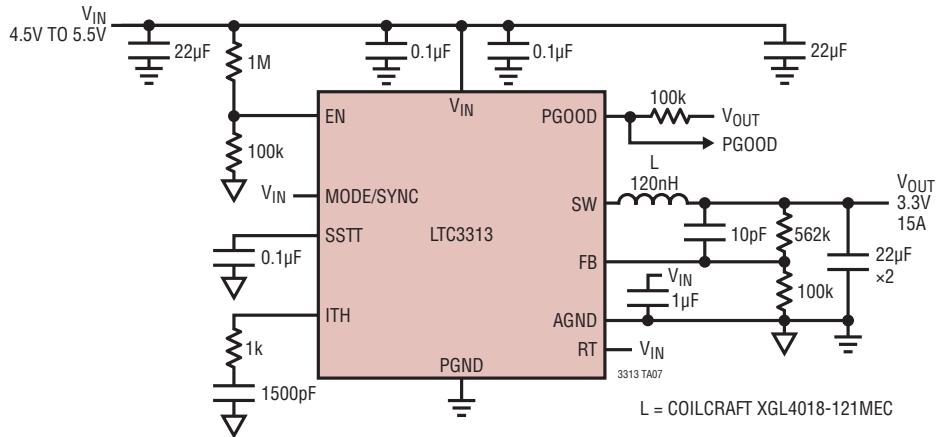 VIN
4.5V TO 5.5V
22µF
1M
0.1µF
0.1µF
22µF
VIN
EN
PGOOD
100k
VOUT
PGOOD
100k
L
120nH
VIN
MODE/SYNC
SW
VOUT
3.3V
15A
SSTT
LTC3313
10pF
562k
0.1µF
FB
VIN
22µF
×2
1µF
100k
ITH
AGND
1k
RT
VIN
PGND
3313 TA07
1500pF
L = COILCRAFT XGL4018-121MEC